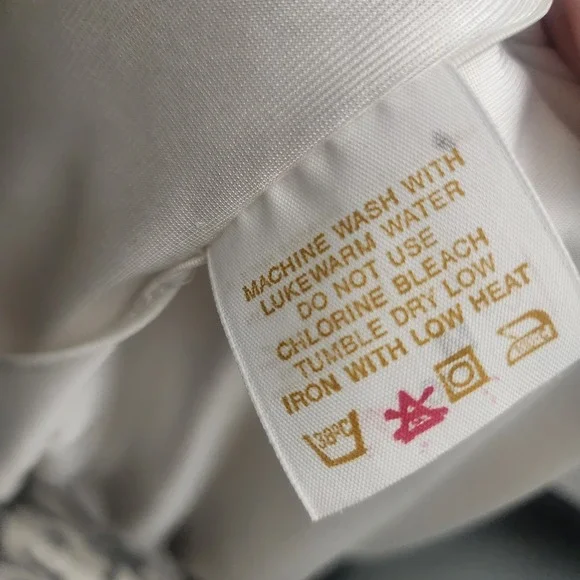 MACHINE WASH WITH
LUKEWARM WATER
DO NOT USE
CHLORINE BLEACH
TUMBLE DRY LOW
IRON WITH LOW HEAT
38°C